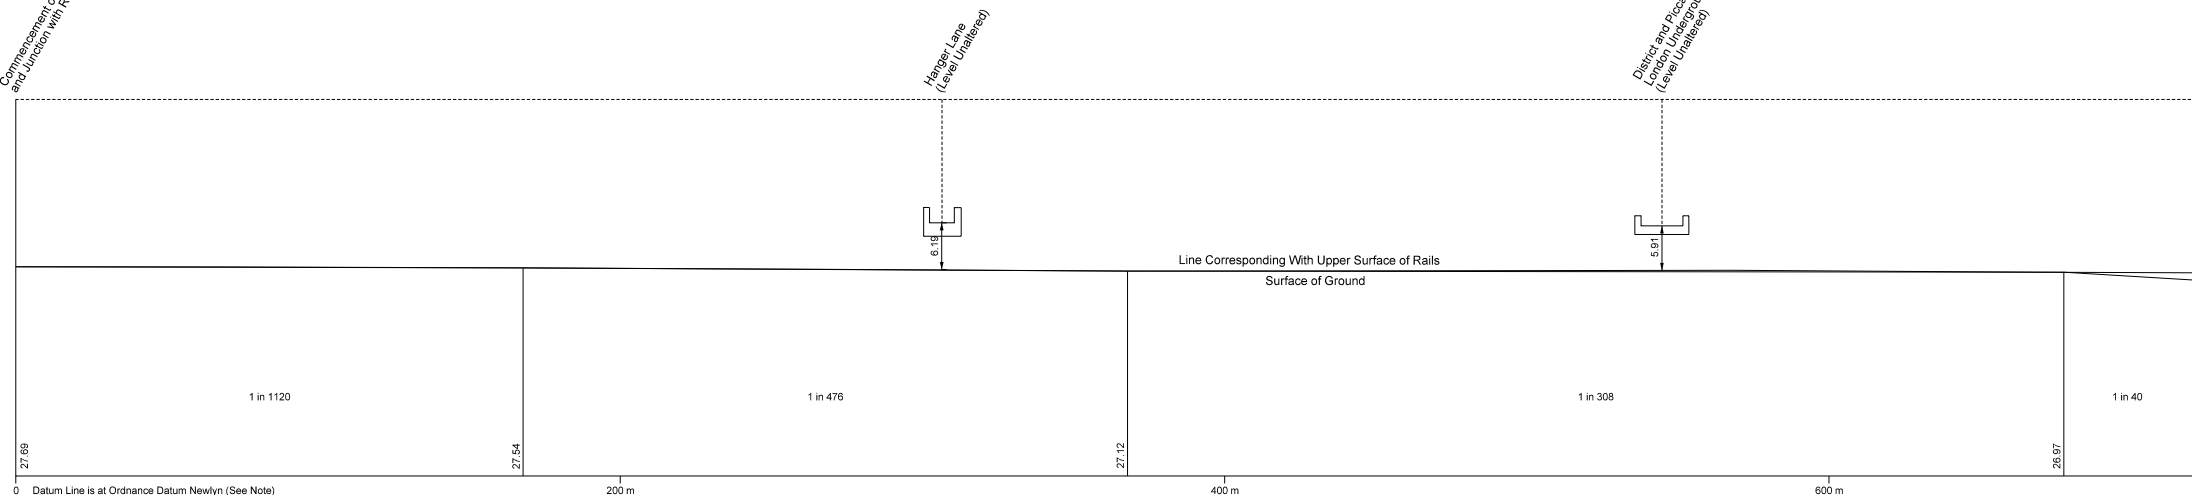 Commencement
and Junction with
Hanger Lane
(Level Unaltered)
District and
London
(Level Unaltered)
6.19
5.91
Line Corresponding With Upper Surface of Rails
Surface of Ground
1 in 1120
1 in 476
1 in 308
1 in 40
27.69
27.54
27.12
26.97
0
Datum Line is at Ordnance Datum Newlyn (See Note)
200 m
400 m
600 m